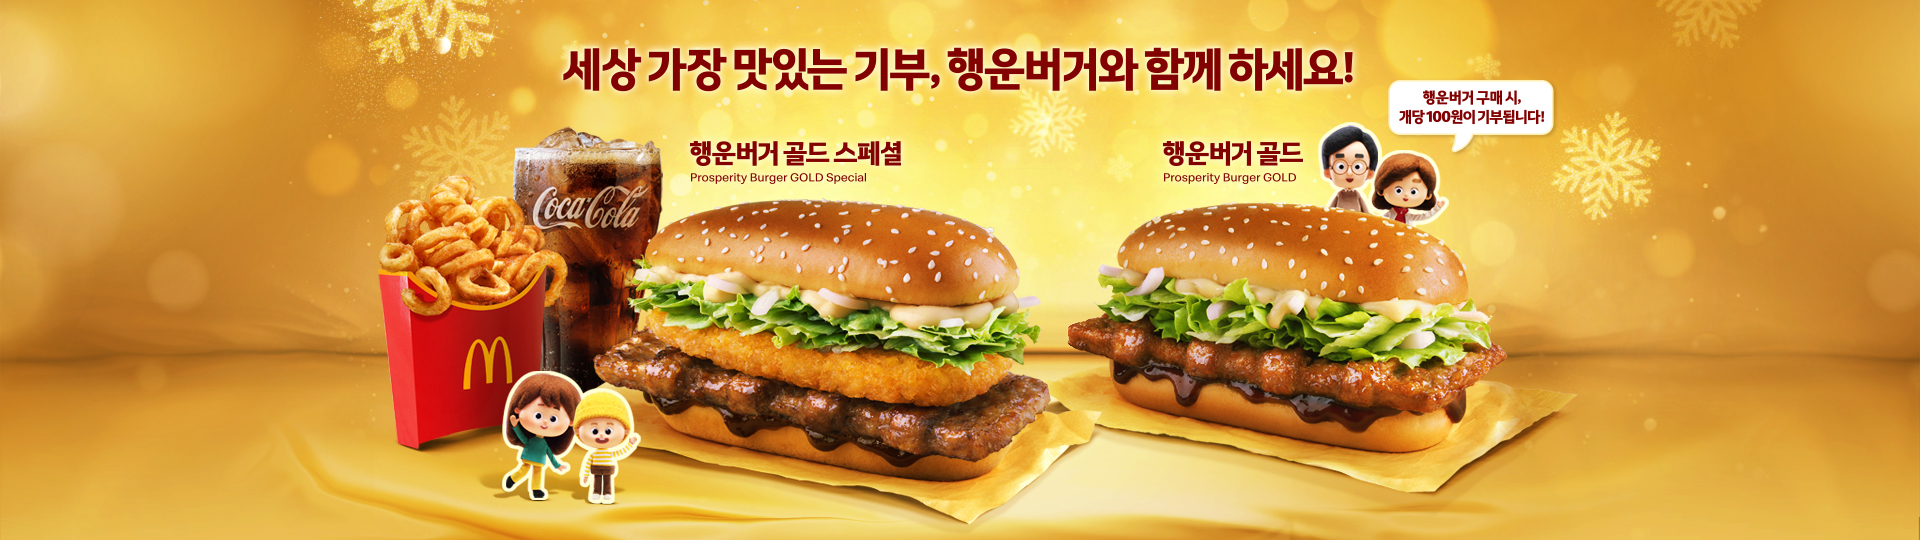 세상 가장 맛있는 기부, 행운버거와 함께 하세요!
행운버거 구매 시,
개당 100원이 기부됩니다!
행운버거 골드 스페셜
Prosperity Burger GOLD Special
행운버거 골드
Prosperity Burger GOLD
Coca-Cola